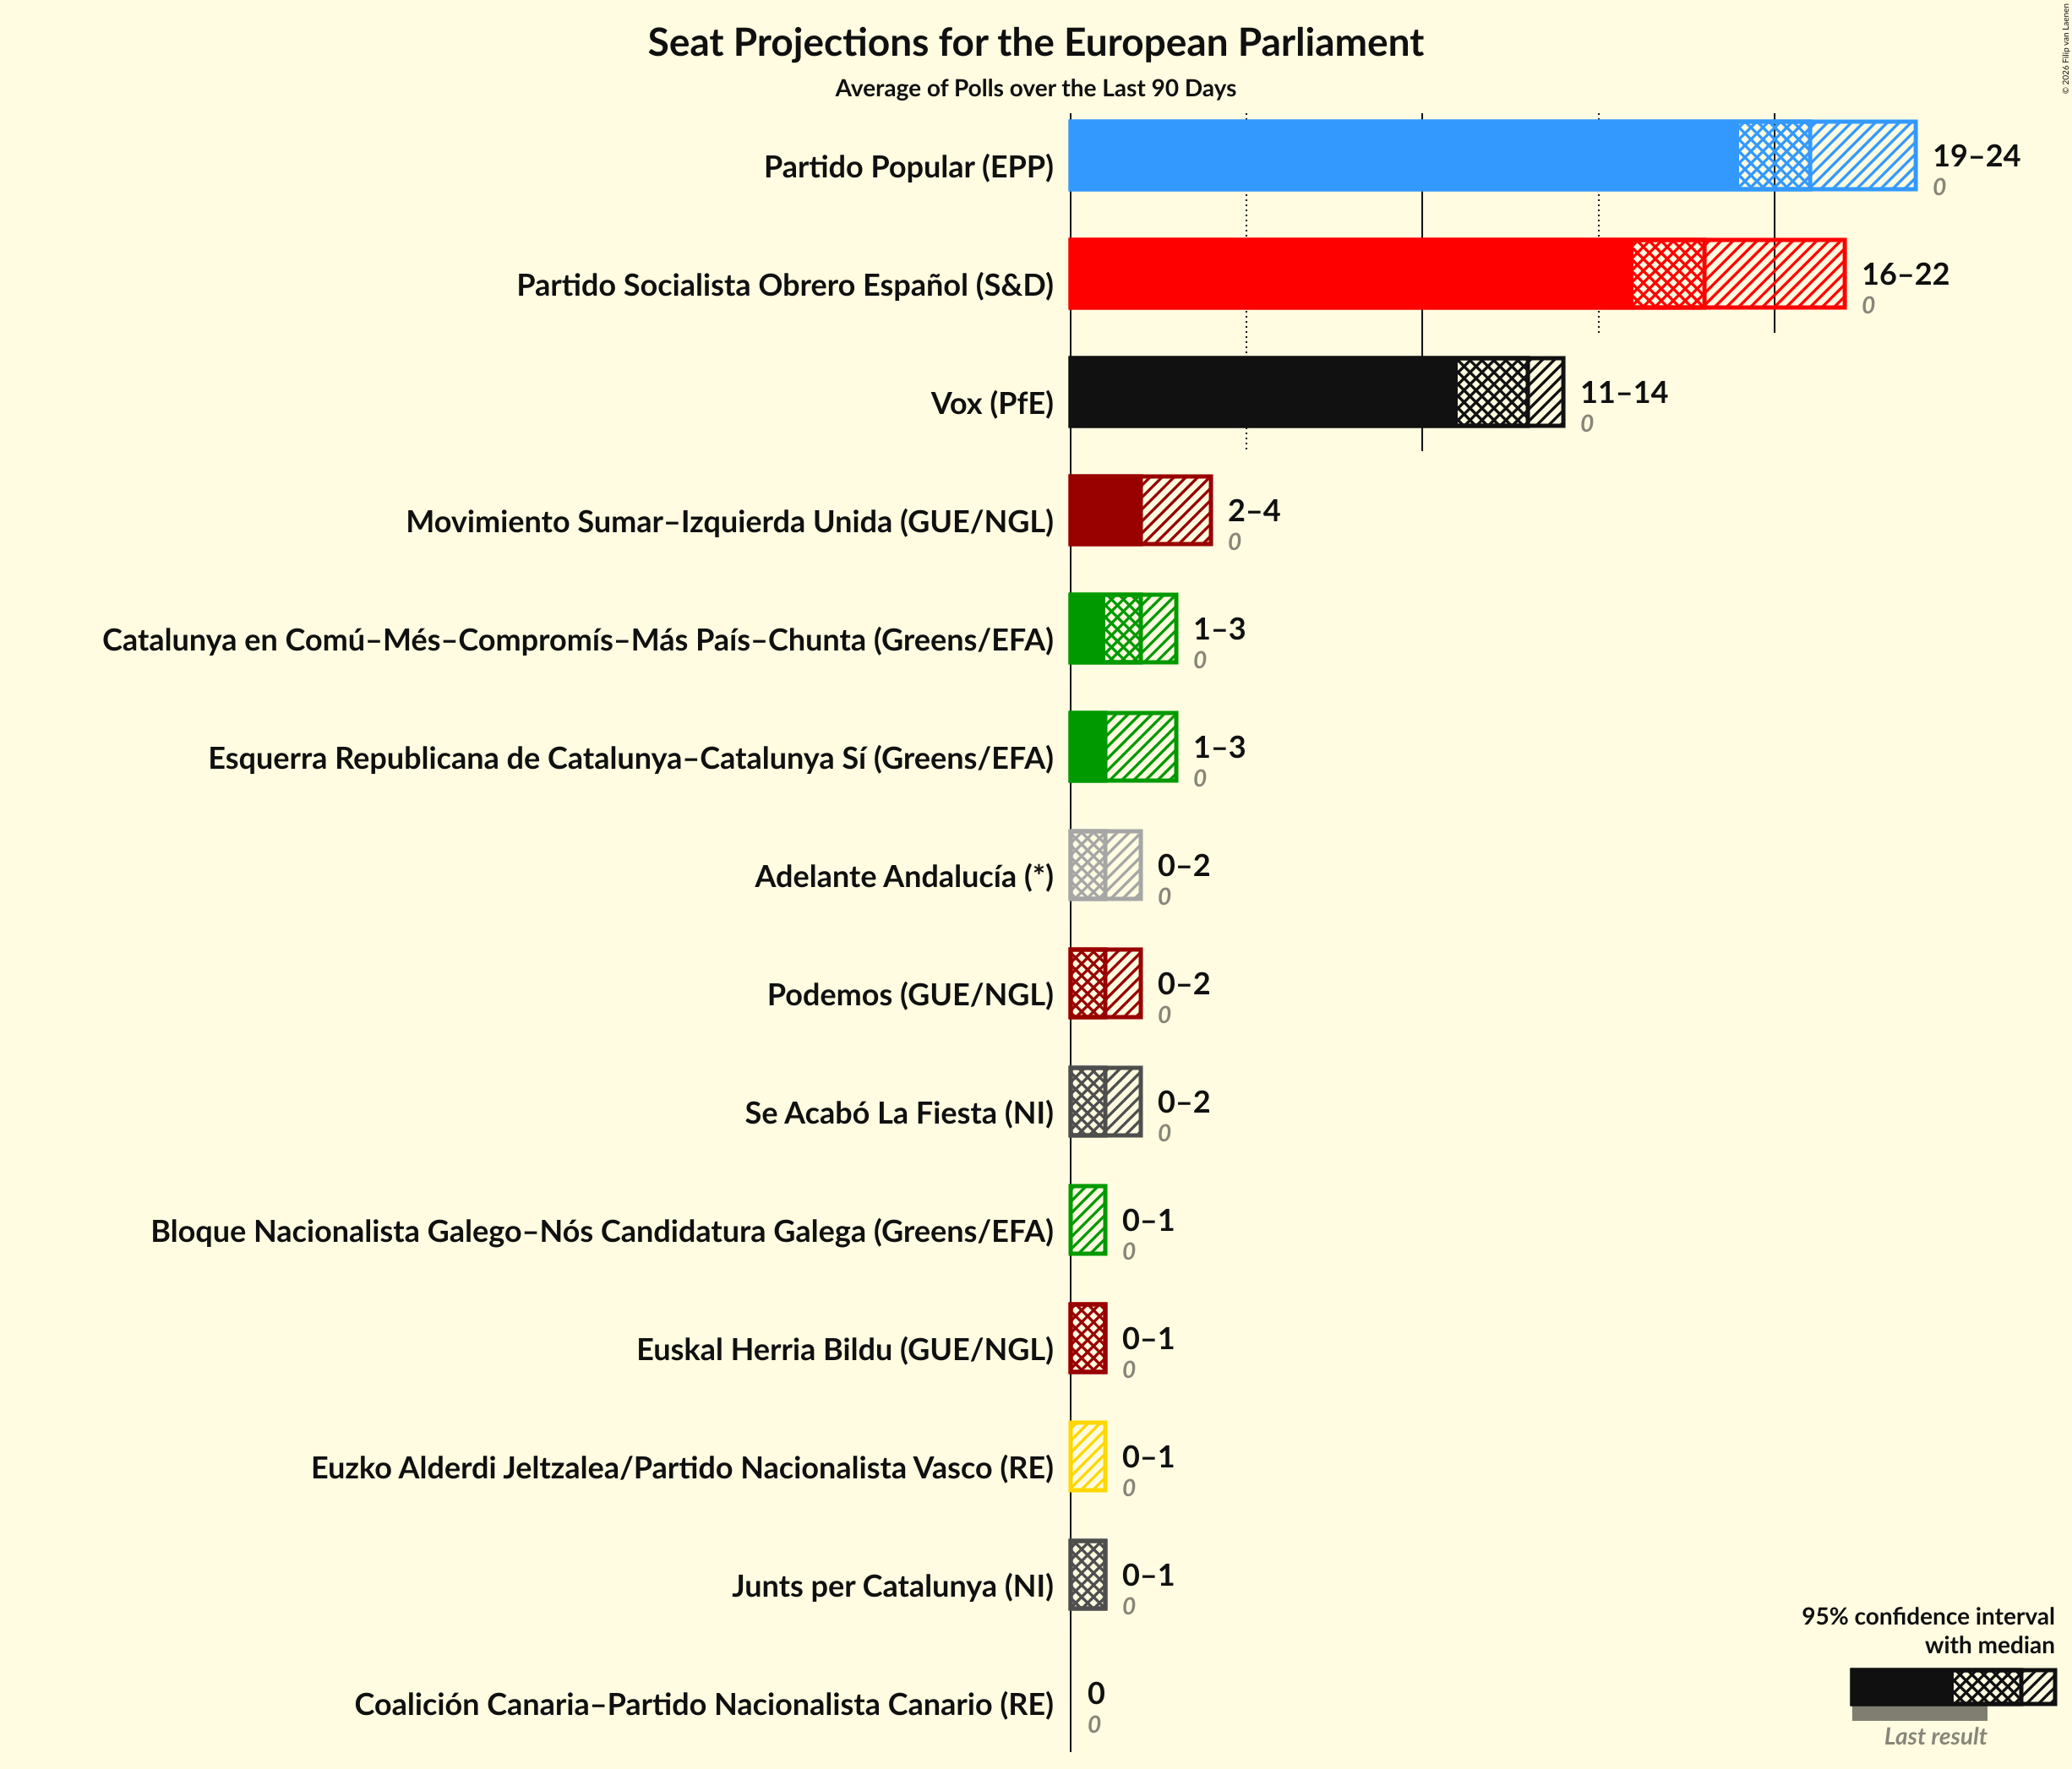 Seat Projections for the European Parliament
Average of Polls over the Last 90 Days
© 2026 Filip van Laenen
Partido Popular (EPP)
19–24
0
Partido Socialista Obrero Español (S&D)
16–22
0
Vox (PfE)
11–14
0
Movimiento Sumar–Izquierda Unida (GUE/NGL)
2–4
0
Catalunya en Comú–Més–Compromís–Más País–Chunta (Greens/EFA)
1–3
0
Esquerra Republicana de Catalunya–Catalunya Sí (Greens/EFA)
1–3
0
Adelante Andalucía (*)
0–2
0
Podemos (GUE/NGL)
0–2
0
Se Acabó La Fiesta (NI)
0–2
0
Bloque Nacionalista Galego–Nós Candidatura Galega (Greens/EFA)
0–1
0
Euskal Herria Bildu (GUE/NGL)
0–1
0
Euzko Alderdi Jeltzalea/Partido Nacionalista Vasco (RE)
0–1
0
Junts per Catalunya (NI)
0–1
0
Coalición Canaria–Partido Nacionalista Canario (RE)
0
0
95% confidence interval
with median
Last result